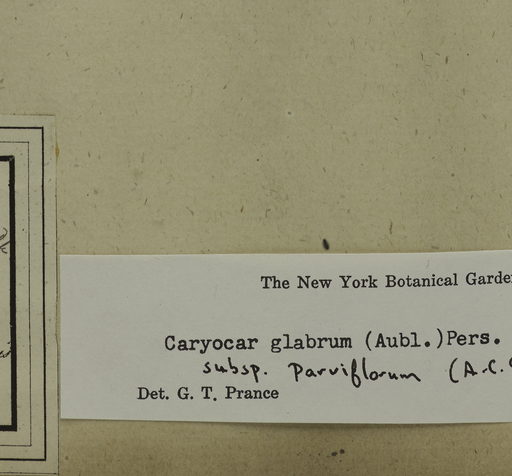 The New York Botanical Garde
Caryocar glabrum (Aubl.)Pers.
subsp. parviflorum (A.C.
Det. G. T. Prance